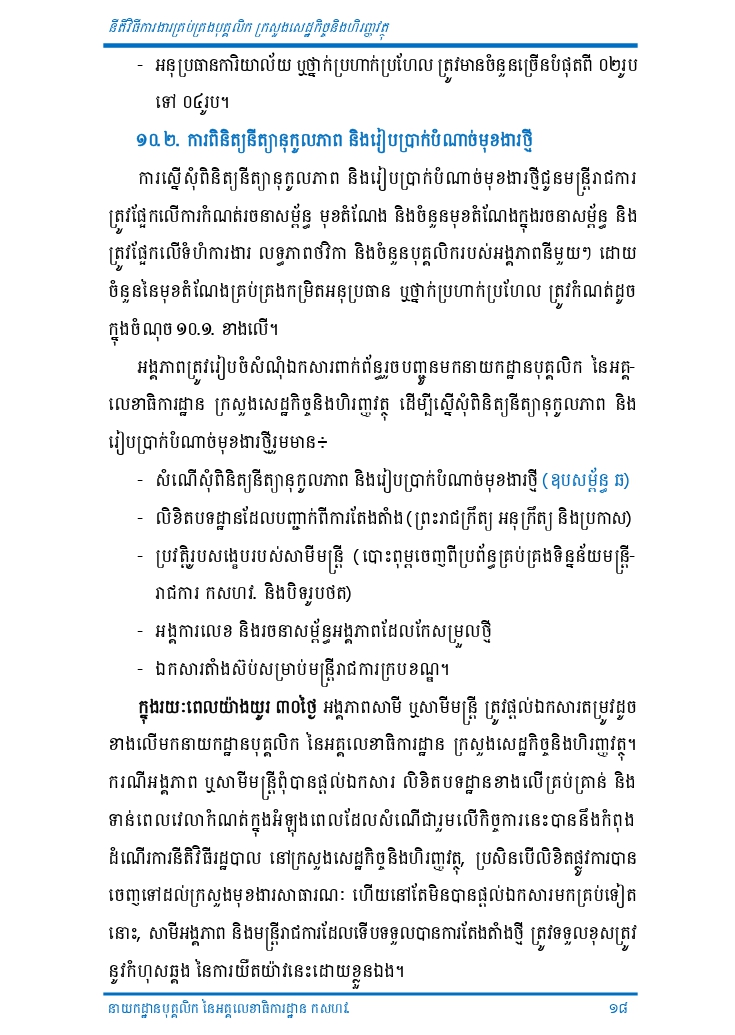 នីតិវិធីការងារគ្រប់គ្រងបុគ្គលិក ក្រសួងសេដ្ឋកិច្ចនិងហិរញ្ញវត្ថុ
- អនុប្រធានការិយាល័យ ឬថ្នាក់ប្រហាក់ប្រហែល ត្រូវមានចំនួនច្រើនបំផុតពី ០២រូប
ទៅ ០៤រូប។
១០.២. ការពិនិត្យនីត្យានុកូលភាព និងរៀបប្រាក់បំណាច់មុខងារថ្មី
ការស្នើសុំពិនិត្យនីត្យានុកូលភាព និងរៀបប្រាក់បំណាច់មុខងារថ្មីជូនមន្ត្រីរាជការ
ត្រូវផ្អែកលើការកំណត់រចនាសម្ព័ន្ធ មុខតំណែង និងចំនួនមុខតំណែងក្នុងរចនាសម្ព័ន្ធ និង
ត្រូវផ្អែកលើទំហំការងារ លទ្ធភាពថវិកា និងចំនួនបុគ្គលិករបស់អង្គភាពនីមួយៗ ដោយ
ចំនួននៃមុខតំណែងគ្រប់គ្រងកម្រិតអនុប្រធាន ឬថ្នាក់ប្រហាក់ប្រហែល ត្រូវកំណត់ដូច
ក្នុងចំណុច ១០.១. ខាងលើ។
អង្គភាពត្រូវរៀបចំសំណុំឯកសារពាក់ព័ន្ធរួចបញ្ជូនមកនាយកដ្ឋានបុគ្គលិក នៃអគ្គ-
លេខាធិការដ្ឋាន ក្រសួងសេដ្ឋកិច្ចនិងហិរញ្ញវត្ថុ ដើម្បីស្នើសុំពិនិត្យនីត្យានុកូលភាព និង
រៀបប្រាក់បំណាច់មុខងារថ្មីរួមមាន៖
- សំណើសុំពិនិត្យនីត្យានុកូលភាព និងរៀបប្រាក់បំណាច់មុខងារថ្មី (ឧបសម្ព័ន្ធ ឆ)
- លិខិតបទដ្ឋានដែលបញ្ជាក់ពីការតែងតាំង (ព្រះរាជក្រឹត្យ អនុក្រឹត្យ និងប្រកាស)
- ប្រវត្តិរូបសង្ខេបរបស់សាមីមន្ត្រី (បោះពុម្ពចេញពីប្រព័ន្ធគ្រប់គ្រងទិន្នន័យមន្ត្រី-
រាជការ កសហវ. និងបិទរូបថត)
- អង្គការលេខ និងរចនាសម្ព័ន្ធអង្គភាពដែលកែសម្រួលថ្មី
- ឯកសារតាំងស៊ប់សម្រាប់មន្ត្រីរាជការក្របខណ្ឌ។
ក្នុងរយៈពេលយ៉ាងយូរ ៣០ថ្ងៃ អង្គភាពសាមី ឬសាមីមន្ត្រី ត្រូវផ្តល់ឯកសារតម្រូវដូច
ខាងលើមកនាយកដ្ឋានបុគ្គលិក នៃអគ្គលេខាធិការដ្ឋាន ក្រសួងសេដ្ឋកិច្ចនិងហិរញ្ញវត្ថុ។
ករណីអង្គភាព ឬសាមីមន្ត្រីពុំបានផ្តល់ឯកសារ លិខិតបទដ្ឋានខាងលើគ្រប់គ្រាន់ និង
ទាន់ពេលវេលាកំណត់ក្នុងអំឡុងពេលដែលសំណើជារួមលើកិច្ចការនេះបាននឹងកំពុង
ដំណើរការនីតិវិធីរដ្ឋបាល នៅក្រសួងសេដ្ឋកិច្ចនិងហិរញ្ញវត្ថុ, ប្រសិនបើលិខិតផ្លូវការបាន
ចេញទៅដល់ក្រសួងមុខងារសាធារណៈ ហើយនៅតែមិនបានផ្តល់ឯកសារមកគ្រប់ទៀត
នោះ, សាមីអង្គភាព និងមន្ត្រីរាជការដែលទើបទទួលបានការតែងតាំងថ្មី ត្រូវទទួលខុសត្រូវ
នូវកំហុសឆ្គង នៃការយឺតយ៉ាវនេះដោយខ្លួនឯង។
នាយកដ្ឋានបុគ្គលិក នៃអគ្គលេខាធិការដ្ឋាន កសហវ. ១៨